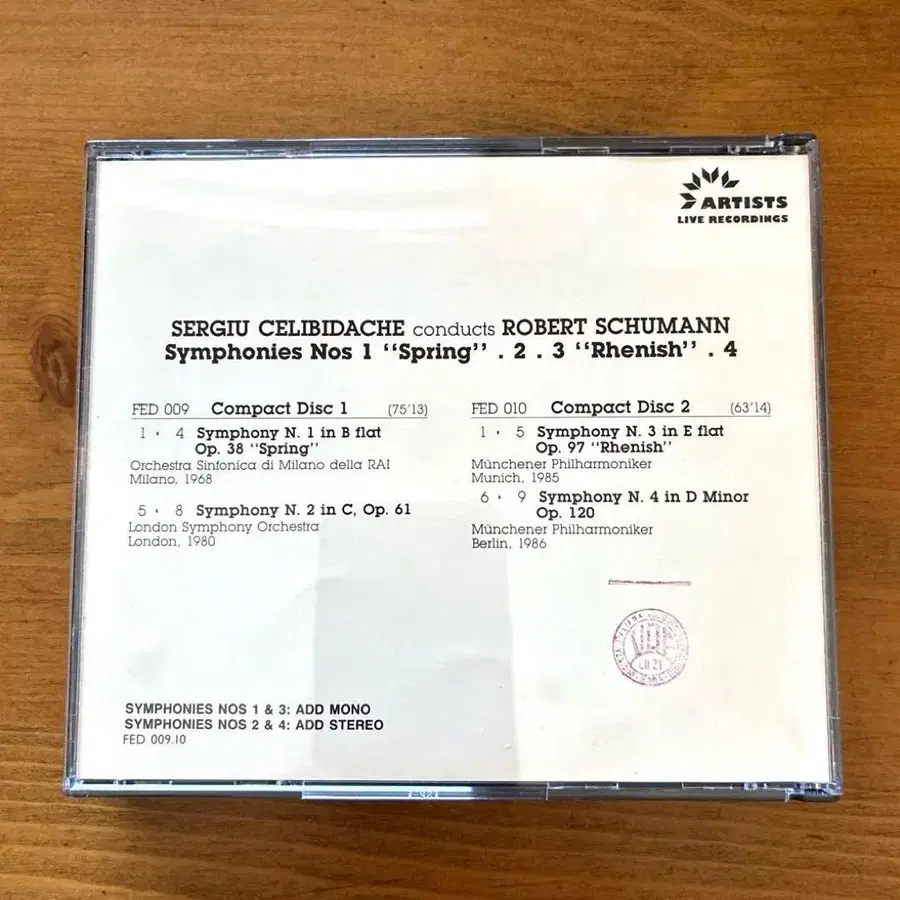 ARTISTS
LIVE RECORDINGS
SERGIU CELIBIDACHE conducts ROBERT SCHUMANN
Symphonies Nos 1 "Spring" . 2 . 3 "Rhenish" . 4
FED 009 Compact Disc 1 (75'13)
1 · 4 Symphony N. 1 in B flat
Op. 38 "Spring"
Orchestra Sinfonica di Milano della RAI
Milano, 1968
5 · 8 Symphony N. 2 in C, Op. 61
London Symphony Orchestra
London, 1980
FED 010 Compact Disc 2 (63'14)
1 · 5 Symphony N. 3 in E flat
Op. 97 "Rhenish"
Münchener Philharmoniker
Munich, 1985
6 · 9 Symphony N. 4 in D Minor
Op. 120
Münchener Philharmoniker
Berlin, 1986
CD 21
SYMPHONIES NOS 1 & 3: ADD MONO
SYMPHONIES NOS 2 & 4: ADD STEREO
FED 009.10